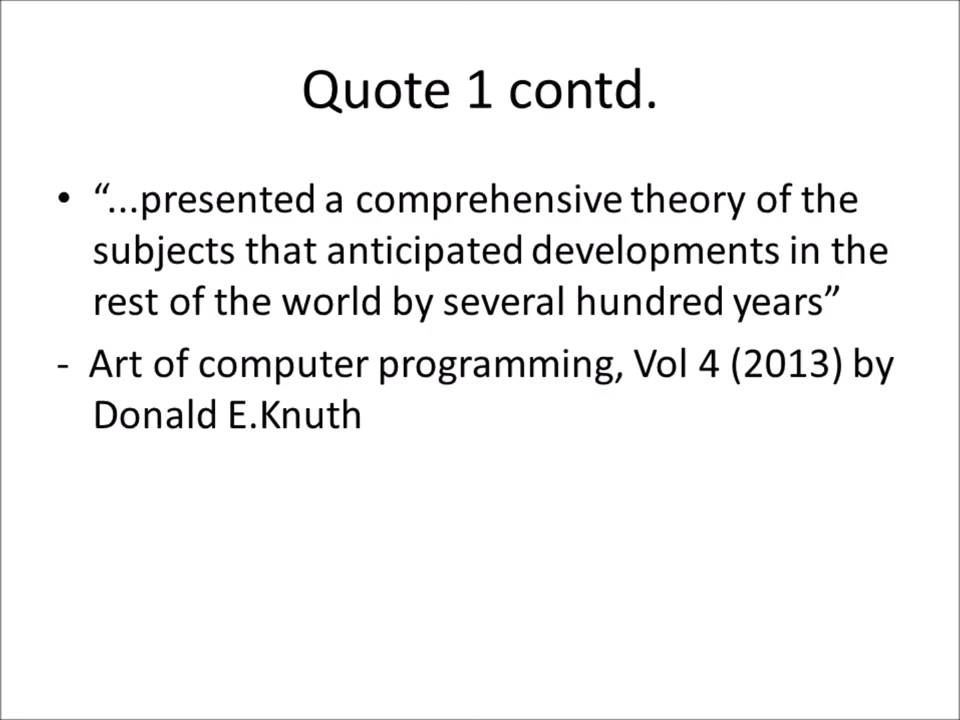 Quote 1 contd.
• “...presented a comprehensive theory of the
subjects that anticipated developments in the
rest of the world by several hundred years”
- Art of computer programming, Vol 4 (2013) by
Donald E.Knuth